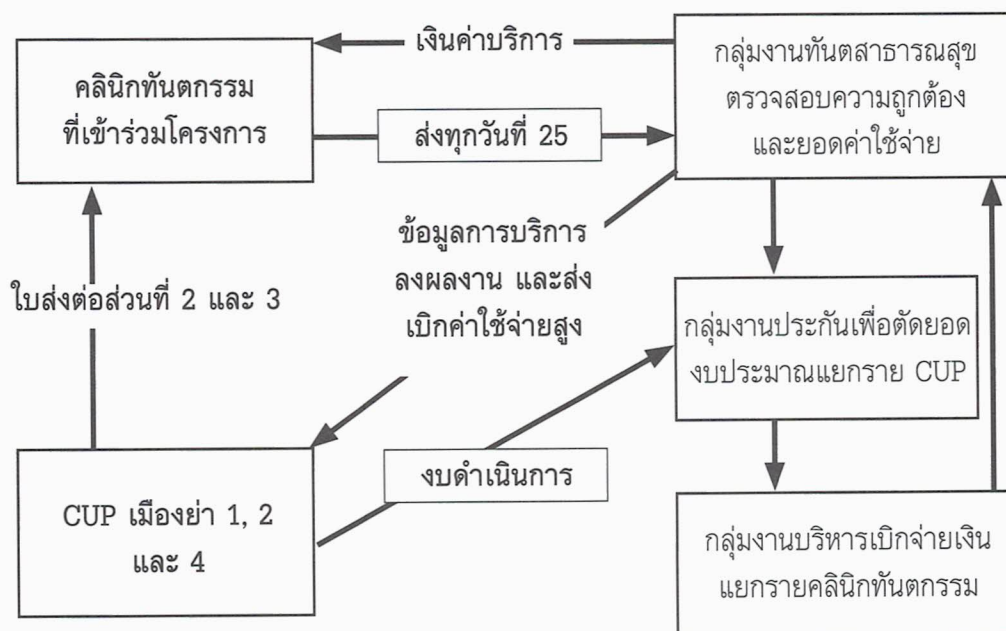 เงินค่าบริการ
คลินิกทันตกรรม
ที่เข้าร่วมโครงการ
กลุ่มงานทันตสาธารณสุข
ตรวจสอบความถูกต้อง
และยอดค่าใช้จ่าย
ส่งทุกวันที่ 25
ข้อมูลการบริการ
ลงผลงาน และส่ง
เบิกค่าใช้จ่ายสูง
ใบส่งต่อส่วนที่ 2 และ 3
กลุ่มงานประกันเพื่อตัดยอด
งบประมาณแยกราย CUP
งบดำเนินการ
CUP เมืองย่า 1, 2
และ 4
กลุ่มงานบริหารเบิกจ่ายเงิน
แยกรายคลินิกทันตกรรม